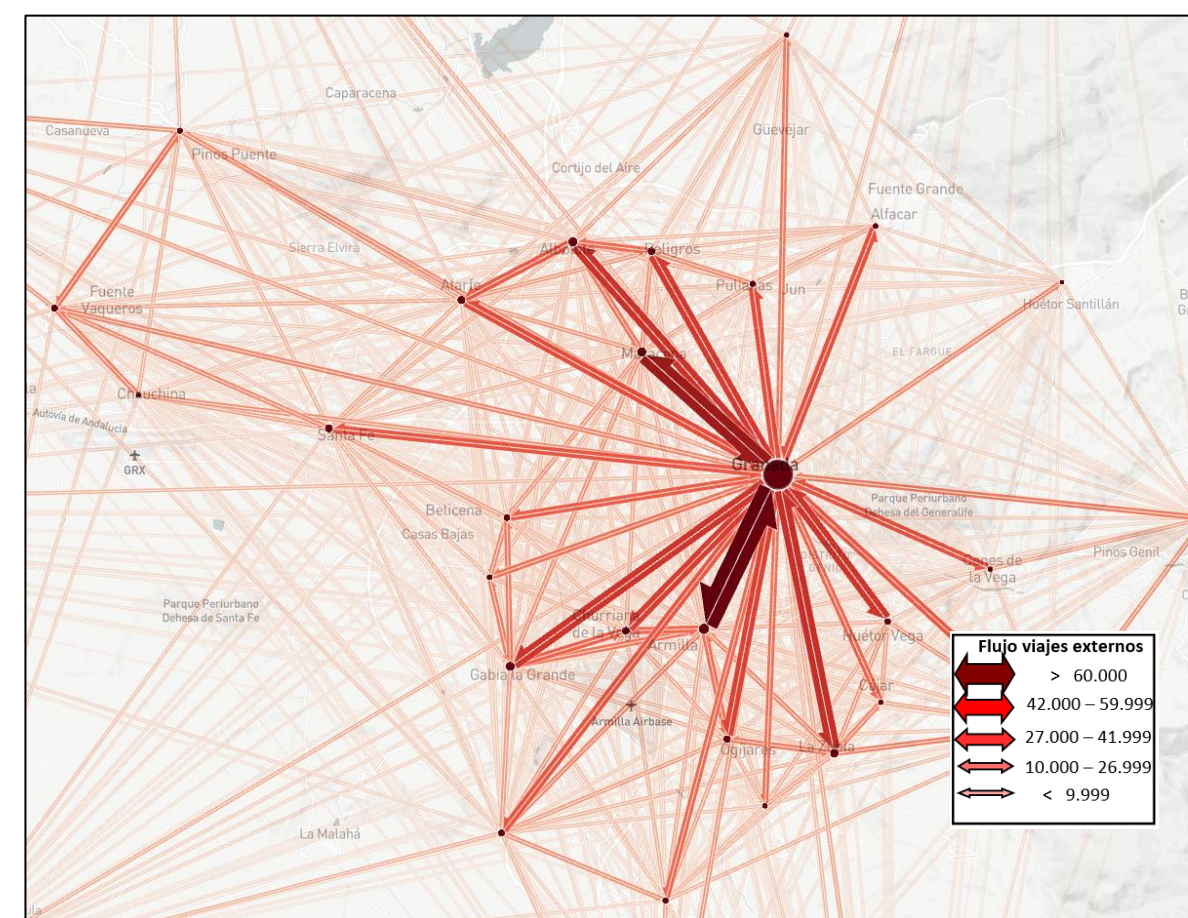 Caparacena
Casanueva
Güevéjar
Pinos Puente
Cortijo del Aire
Fuente Grande
Alfacar
Sierra Elvira
Albolote
Peligros
Atarfe
Pulianas
Jun
Fuente
Vaqueros
Huétor Santillán
Maracena
EL FARGUE
Chauchina
Autovía de Andalucía
Santa Fe
GRX
Granada
Belicena
Parque Periurbano
Dehesa del Generalife
Casas Bajas
Pinos Genil
Cenes de
la Vega
Parque Periurbano
Dehesa de Santa Fe
Churriana
de la Vega
Armilla
Huétor Vega
Gabia la Grande
Cájar
Armilla Airbase
Ogíjares
La Zubia
La Malahá
Flujo viajes externos
> 60.000
42.000 – 59.999
27.000 – 41.999
10.000 – 26.999
< 9.999